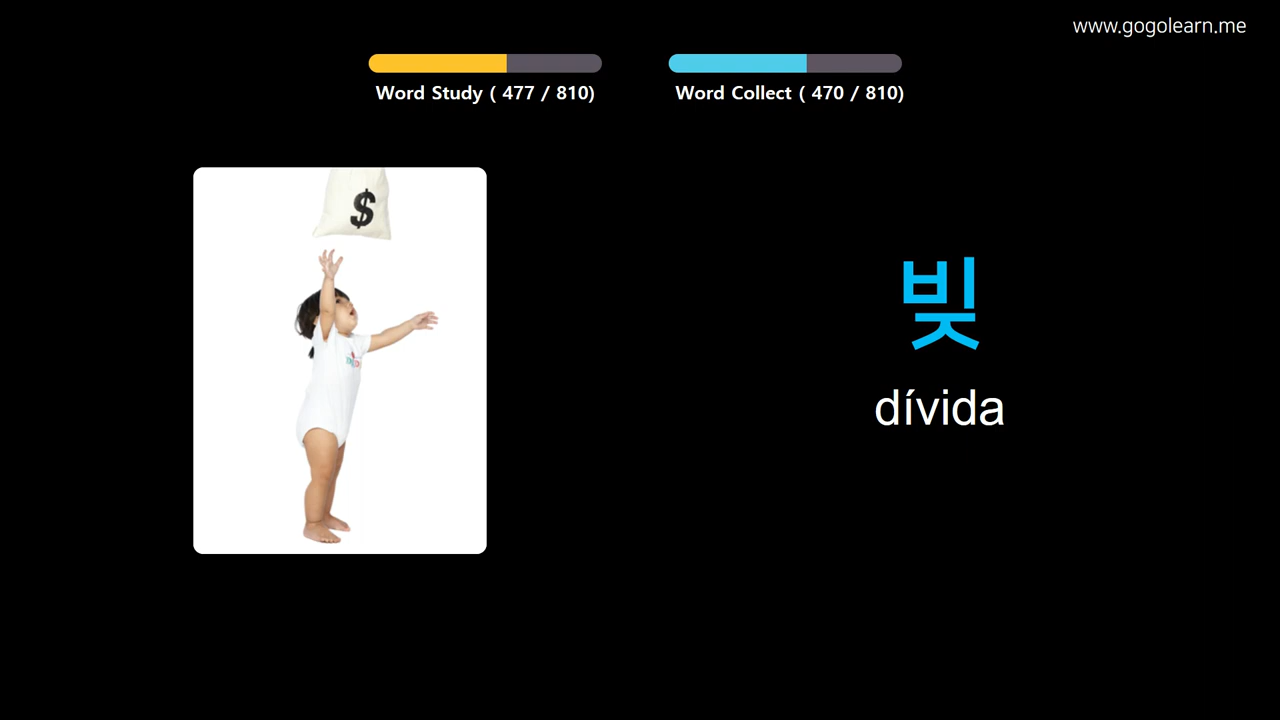 www.gogolearn.me
Word Study ( 477 / 810)
Word Collect ( 470 / 810)
$
빚
dívida